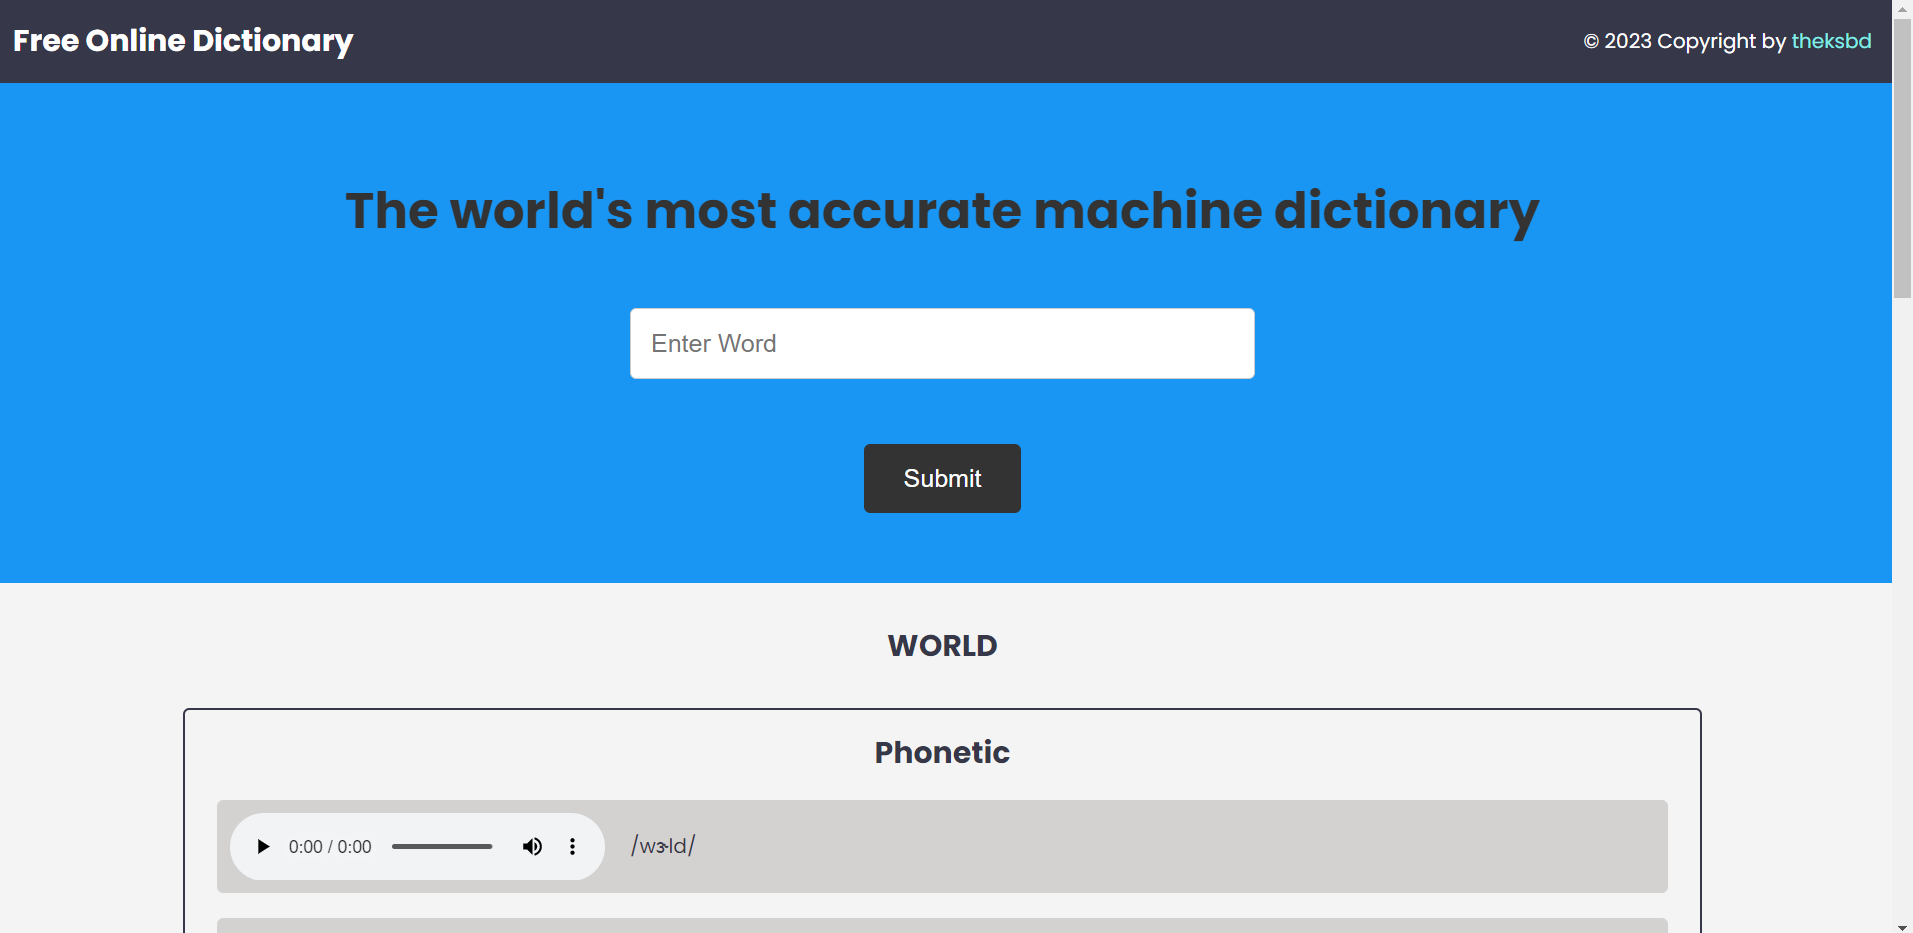 Free Online Dictionary
© 2023 Copyright by theksbd
The world's most accurate machine dictionary
Enter Word
Submit
WORLD
Phonetic
0:00 / 0:00
/wɝld/